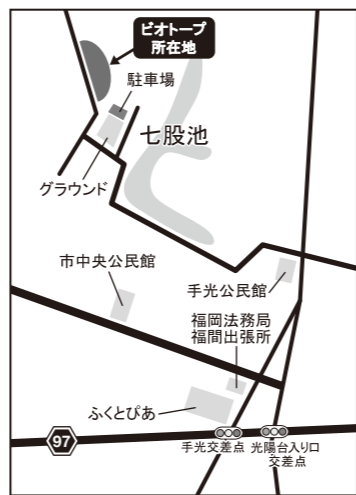 ビオトープ
所在地
駐車場
七股池
グラウンド
市中央公民館
手光公民館
福岡法務局
福間出張所
ふくとぴあ
97
手光交差点
光陽台入り口
交差点